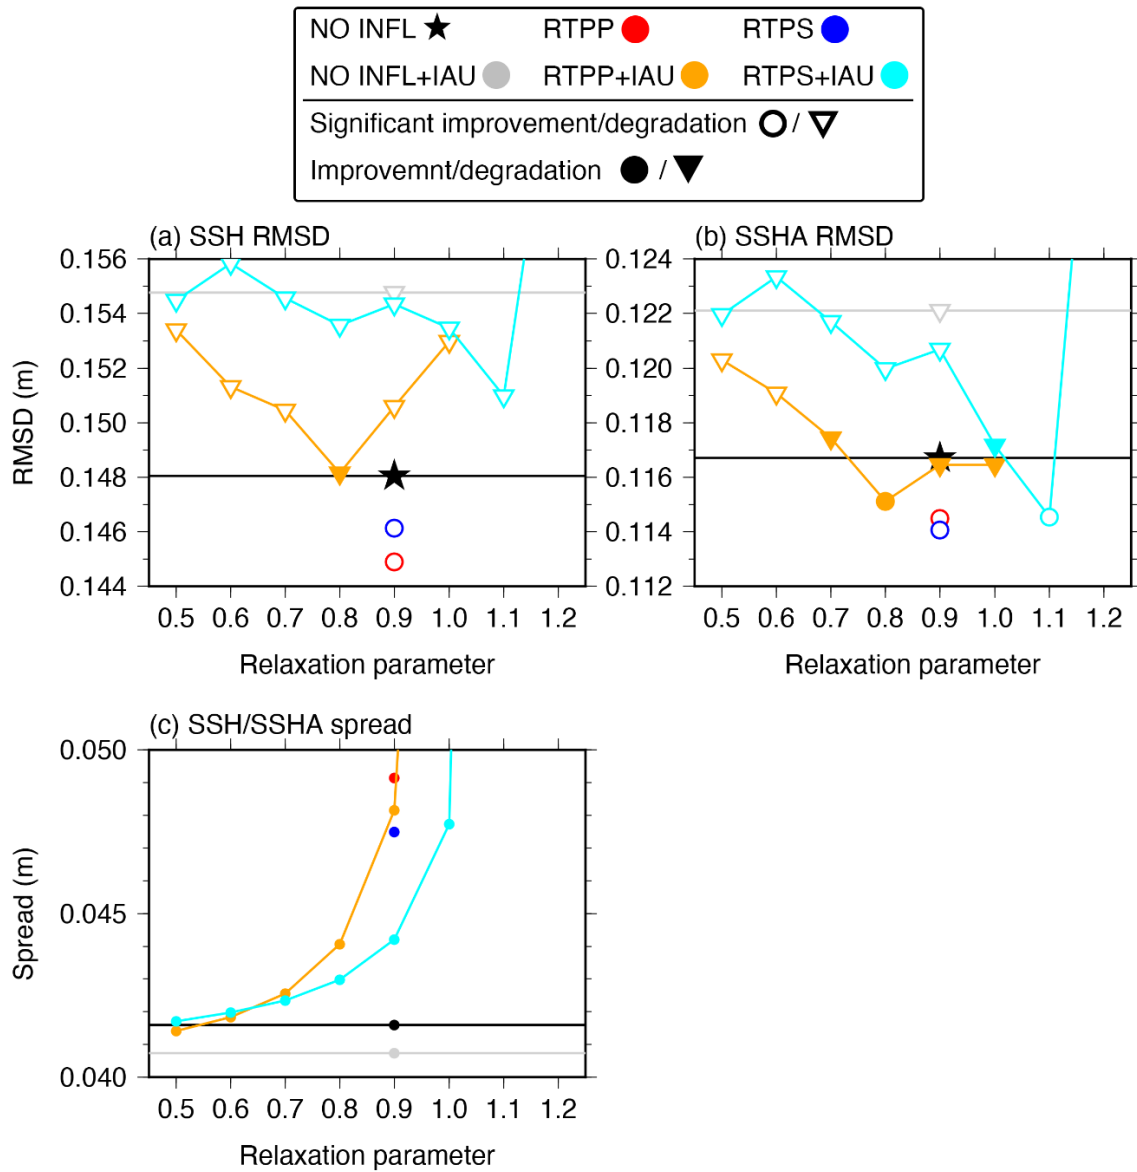 NO INFL RTPP RTPS
NO INFL+IAU RTPP+IAU RTPS+IAU
Significant improvement/degradation /
Improvemnt/degradation /
(a) SSH RMSD
0.156
0.154
0.152
0.150
0.148
0.146
0.144
RMSD (m)
0.5 0.6 0.7 0.8 0.9 1.0 1.1 1.2
Relaxation parameter
(b) SSHA RMSD
0.124
0.122
0.120
0.118
0.116
0.114
0.112
0.5 0.6 0.7 0.8 0.9 1.0 1.1 1.2
Relaxation parameter
(c) SSH/SSHA spread
0.050
0.045
0.040
Spread (m)
0.5 0.6 0.7 0.8 0.9 1.0 1.1 1.2
Relaxation parameter